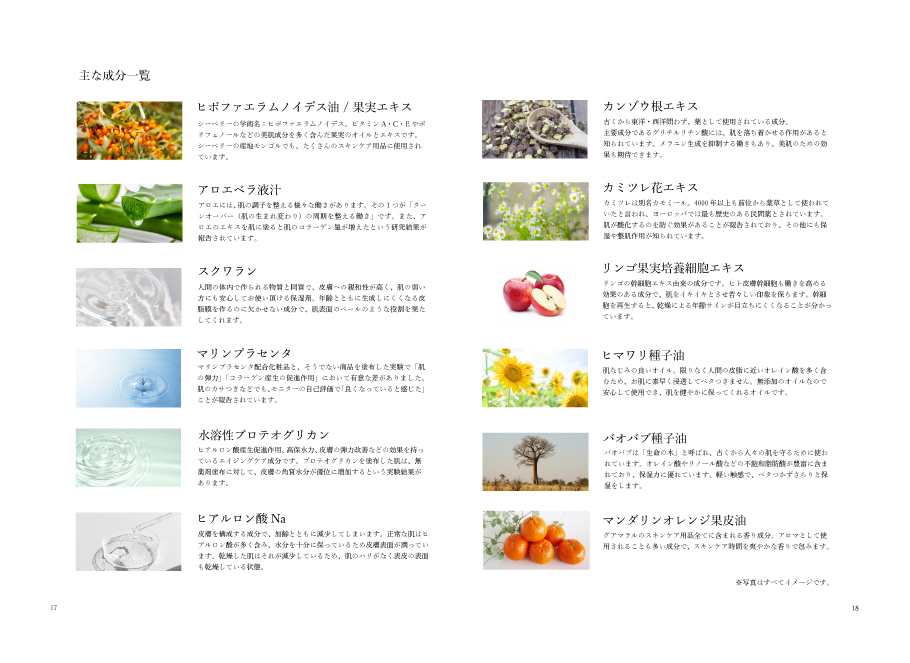 主な成分一覧
ヒポファエラムノイデス油 / 果実エキス
シーベリーの学術名：ヒポファエラムノイデス。ビタミン A・C・E やポ
リフェノールなどの美肌成分を多く含んだ果実のオイルとエキスです。
シーベリーの産地モンゴルでも、たくさんのスキンケア用品に使用され
ています。
アロエベラ液汁
アロエには、肌の調子を整える様々な働きがあります。その１つが「ター
ンオーバー（肌の生まれ変わり）の周期を整える働き」です。また、ア
ロエのエキスを肌に塗ると肌のコラーゲン量が増えたという研究結果が
報告されています。
スクワラン
人間の体内で作られる物質と同質で、皮膚への親和性が高く、肌の弱い
方にも安心してお使い頂ける保湿剤。年齢とともに生成しにくくなる皮
脂膜を作るのに欠かせない成分で、肌表面のベールのような役割を果た
してくれます。
マリンプラセンタ
マリンプラセンタ配合化粧品と、そうでない商品を塗布した実験で「肌
の弾力」「コラーゲン産生の促進作用」において有意な差がありました。
肌のカサつきなどでも、モニターの自己評価で「良くなっていると感じた」
ことが報告されています。
水溶性プロテオグリカン
ヒアルロン酸産生促進作用、高保水力、皮膚の弾力改善などの効果を持っ
ているエイジングケア成分です。プロテオグリカンを塗布した肌は、無
薬剤塗布に対して、皮膚の角質水分が優位に増加するという実験結果が
あります。
ヒアルロン酸 Na
皮膚を構成する成分で、加齢とともに減少してしまいます。正常な肌はヒ
アルロン酸が多く含み、水分を十分に保っているため皮膚表面が潤ってい
ます。乾燥した肌はそれが減少しているため、肌のハリがなく表皮の表面
も乾燥している状態。
17
カンゾウ根エキス
古くから東洋・西洋問わず、薬として使用されている成分。
主要成分であるグリチルリチン酸には、肌を落ち着かせる作用があると
知られています。メラニン生成を抑制する働きもあり、美肌のための効
果も期待できます。
カミツレ花エキス
カミツレは別名カモミール。4000 年以上も前位から薬草として使われて
いたと言われ、ヨーロッパでは最も歴史のある民間薬とされています。
肌が酸化するのを防ぐ効果があることが報告されており、その他にも保
湿や整肌作用が知られています。
リンゴ果実培養細胞エキス
リンゴの幹細胞エキス由来の成分です。ヒト皮膚幹細胞も働きを高める
効果のある成分で、肌をイキイキとさせ若々しい印象を保ちます。幹細
胞を再生すると、乾燥による年齢サインが目立ちにくくなることが分かっ
ています。
ヒマワリ種子油
肌なじみの良いオイル。限りなく人間の皮脂に近いオレイン酸を多く含
むため、お肌に素早く浸透してベタつきません。無添加のオイルなので
安心して使用でき、肌を健やかに保ってくれるオイルです。
バオバブ種子油
バオバブは「生命の木」と呼ばれ、古くから人々の肌を守るために使わ
れています。オレイン酸やリノール酸などの不飽和脂肪酸が豊富に含ま
れており、保湿力に優れています。軽い触感で、ベタつかずさらりと保
湿をします。
マンダリンオレンジ果皮油
グアマラルのスキンケア用品全てに含まれる香り成分。アロマとして使
用されることも多い成分で、スキンケア時間を爽やかな香りで包みます。
※写真はすべてイメージです。
18